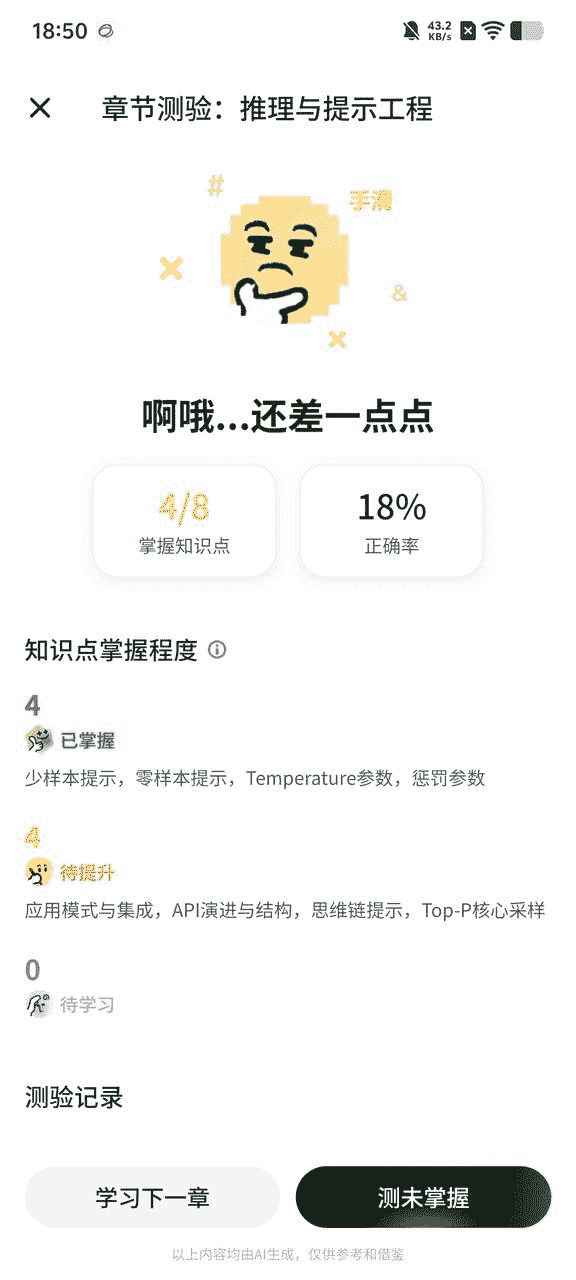 18:50
43.2
KB/s
章节测验：推理与提示工程
#
手滑
&
啊哦...还差一点点
4/8
掌握知识点
18%
正确率
知识点掌握程度
4
已掌握
少样本提示，零样本提示，Temperature参数，惩罚参数
4
待提升
应用模式与集成，API演进与结构，思维链提示，Top-P核心采样
0
待学习
测验记录
学习下一章
测未掌握
以上内容均由AI生成，仅供参考和借鉴